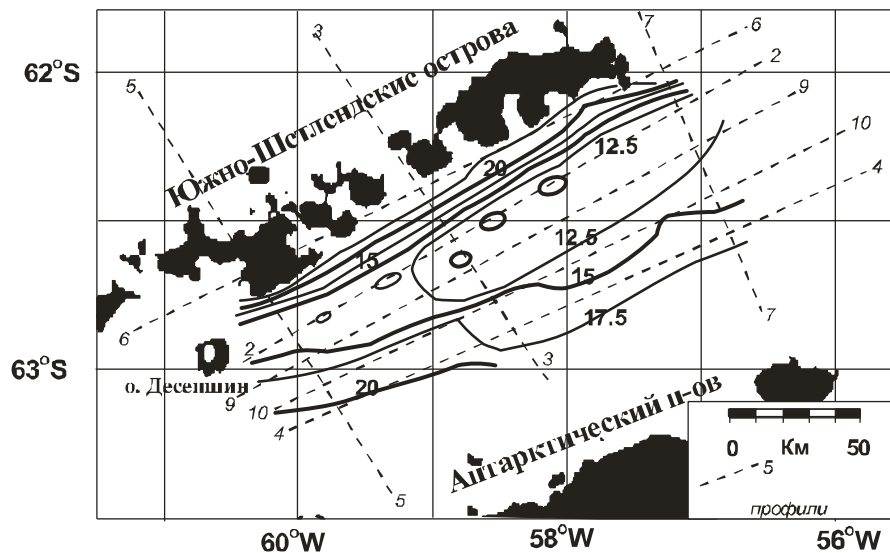 3
7
6
2
5
9
62°S
Южно-Шетлендскис острова
12.5
10
20
4
12.5
15
15
17.5
6
7
2
3
63°S
о. Десепшин
20
9
10
4
Антарктический п-ов
0 Км 50
5
5
профили
60°W
58°W
56°W